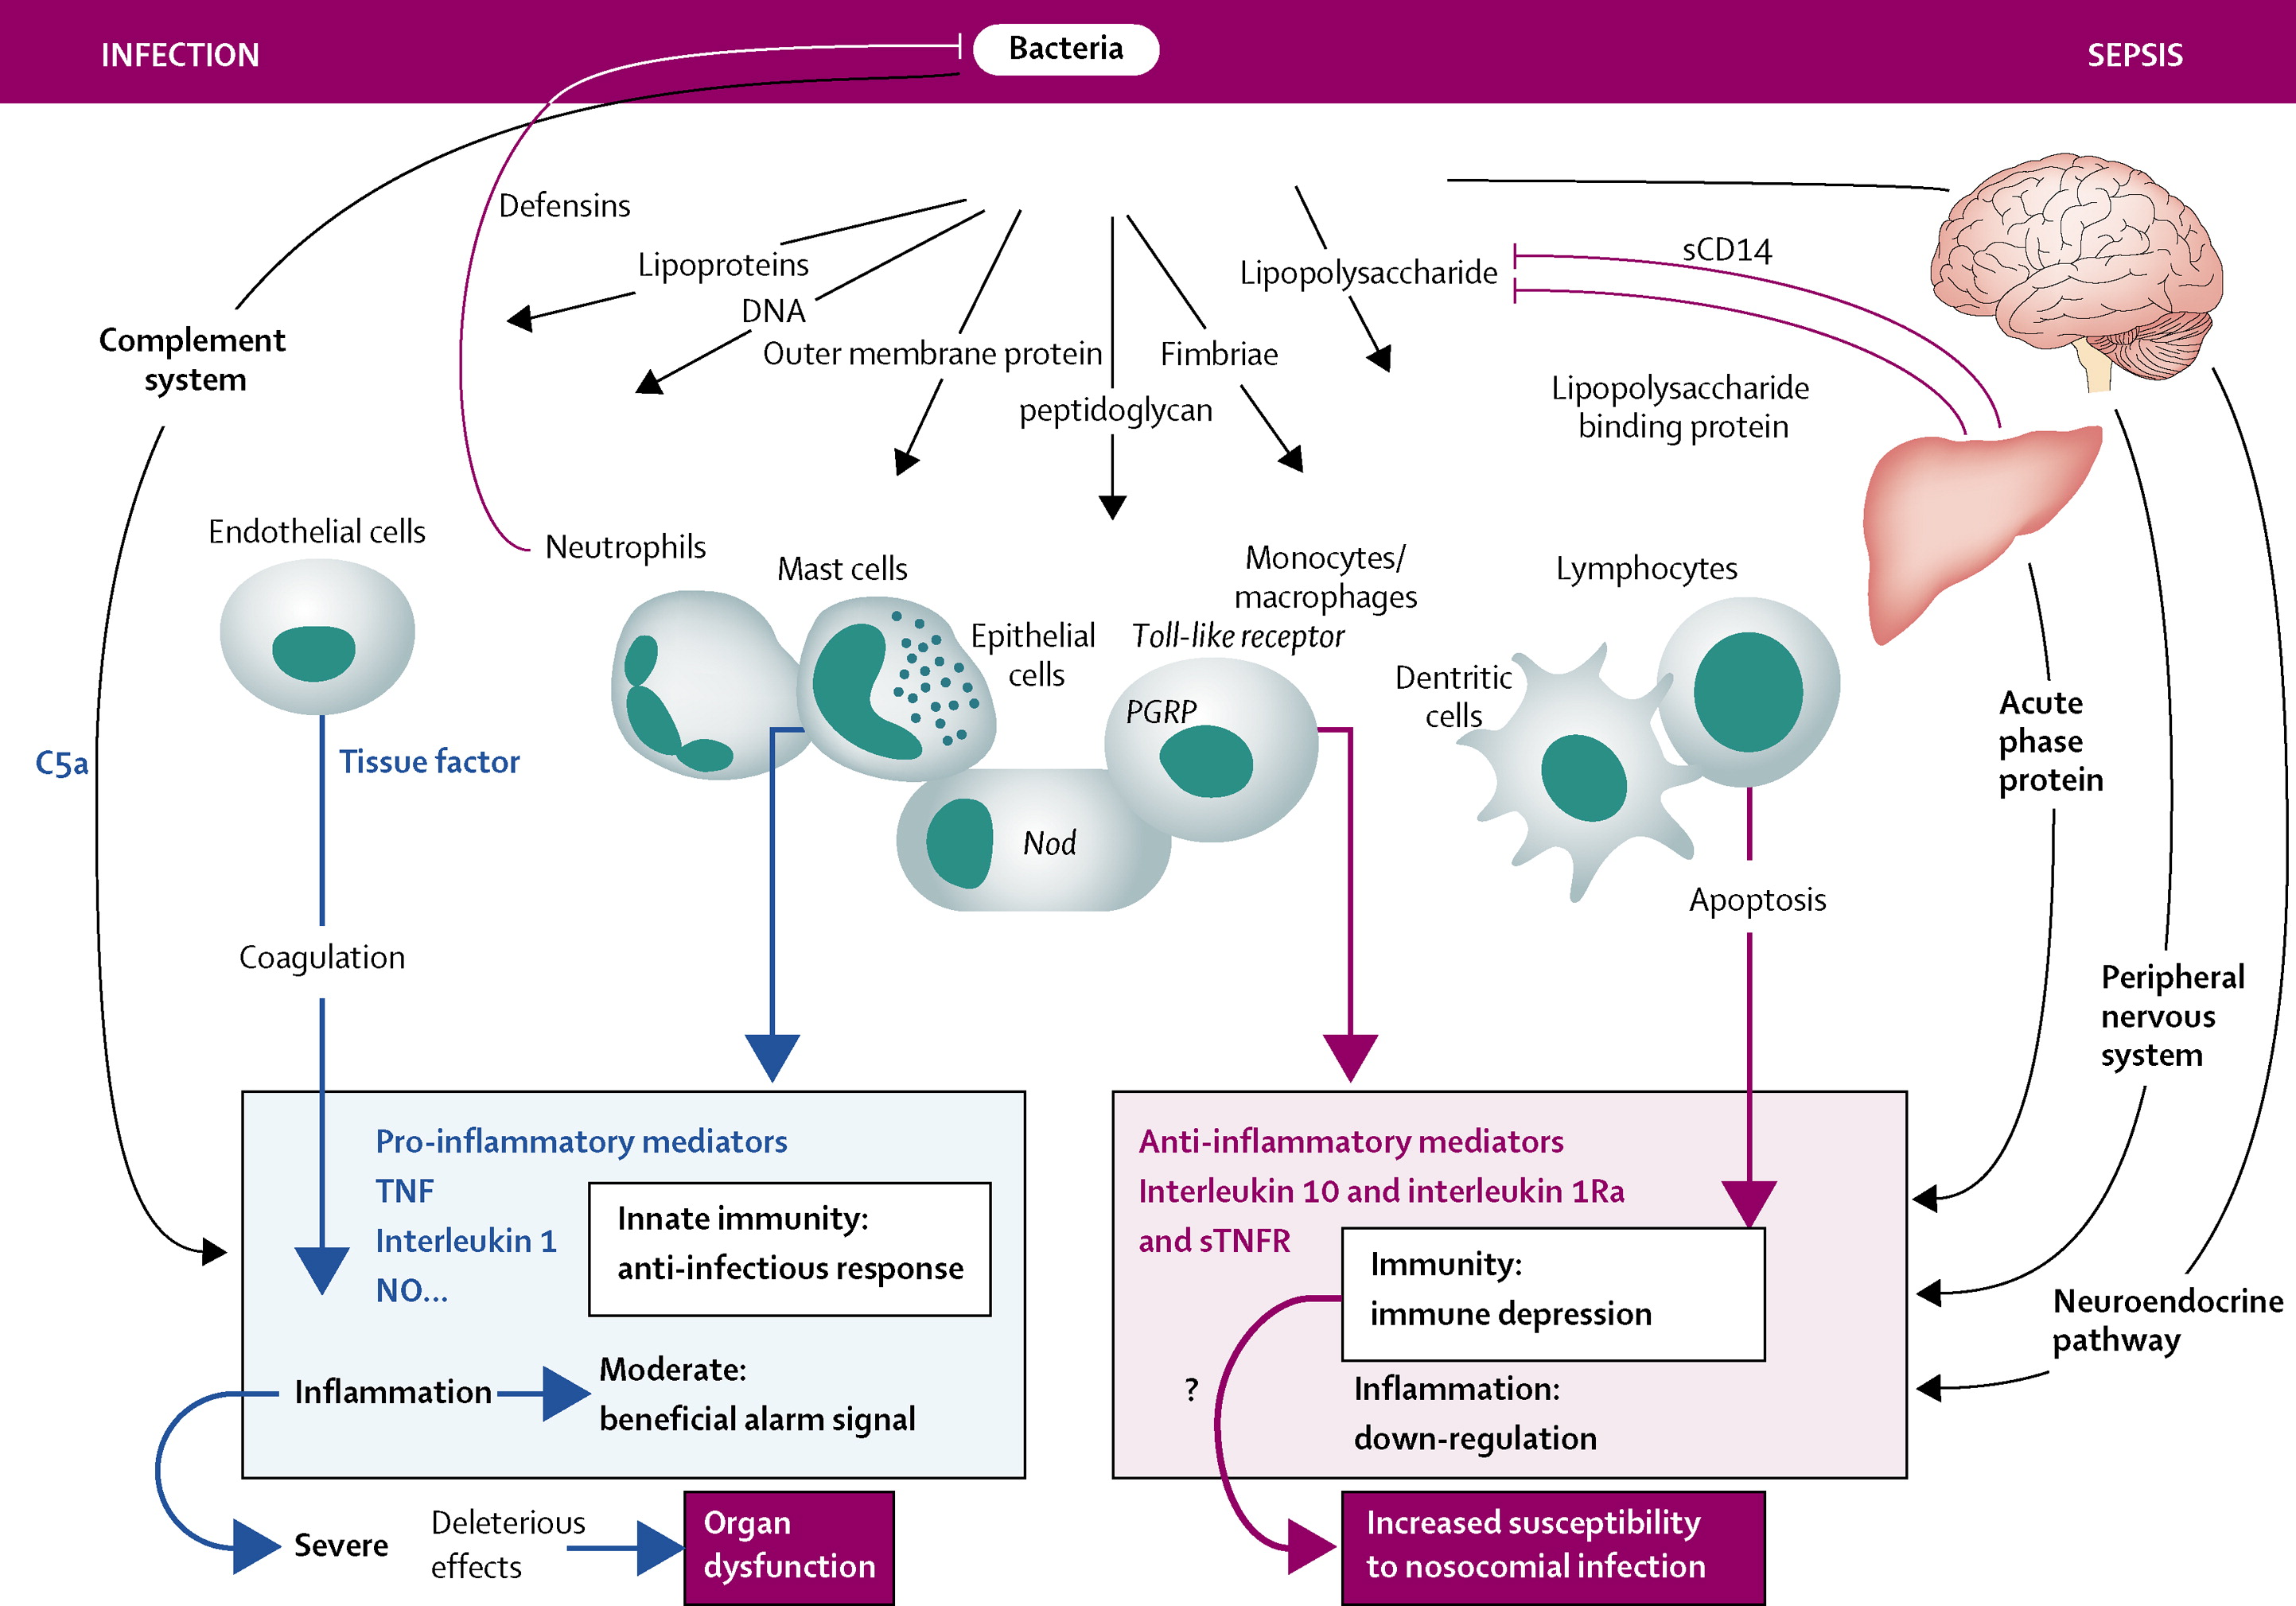 INFECTION
Bacteria
SEPSIS
Defensins
Lipoproteins
DNA
Outer membrane protein
peptidoglycan
Fimbriae
Lipopolysaccharide
sCD14
Lipopolysaccharide
binding protein
Complement
system
Endothelial cells
Neutrophils
Mast cells
Epithelial
cells
Monocytes/
macrophages
Toll-like receptor
PGRP
Nod
Dentritic
cells
Lymphocytes
C5a
Tissue factor
Coagulation
Apoptosis
Acute
phase
protein
Peripheral
nervous
system
Neuroendocrine
pathway
Pro-inflammatory mediators
TNF
Interleukin 1
NO...
Innate immunity:
anti-infectious response
Inflammation
Moderate:
beneficial alarm signal
Severe
Deleterious
effects
Organ
dysfunction
Anti-inflammatory mediators
Interleukin 10 and interleukin 1Ra
and sTNFR
Immunity:
immune depression
?
Inflammation:
down-regulation
Increased susceptibility
to nosocomial infection